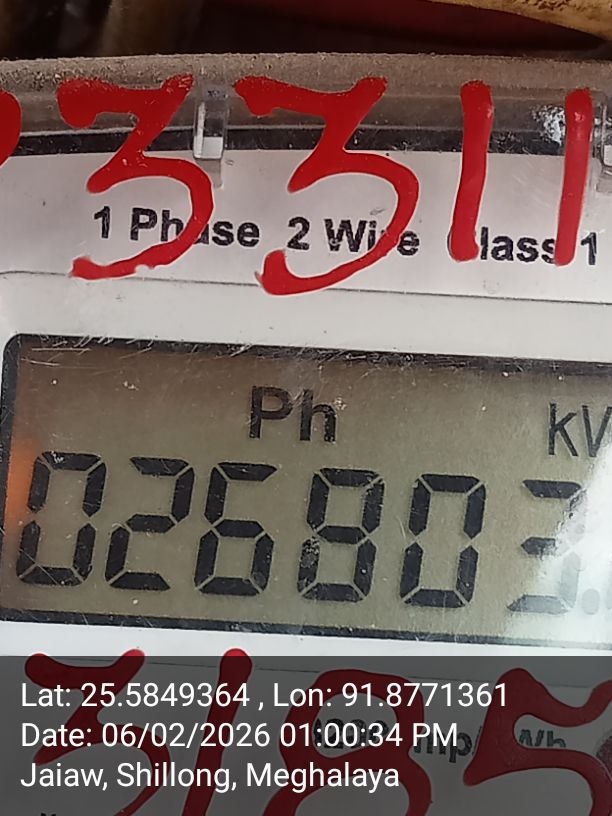 3311
1 Phase 2 Wire Class 1
Ph
026803.
3185
Lat: 25.5849364 , Lon: 91.8771361
Date: 06/02/2026 01:00:34 PM
Jaiaw, Shillong, Meghalaya